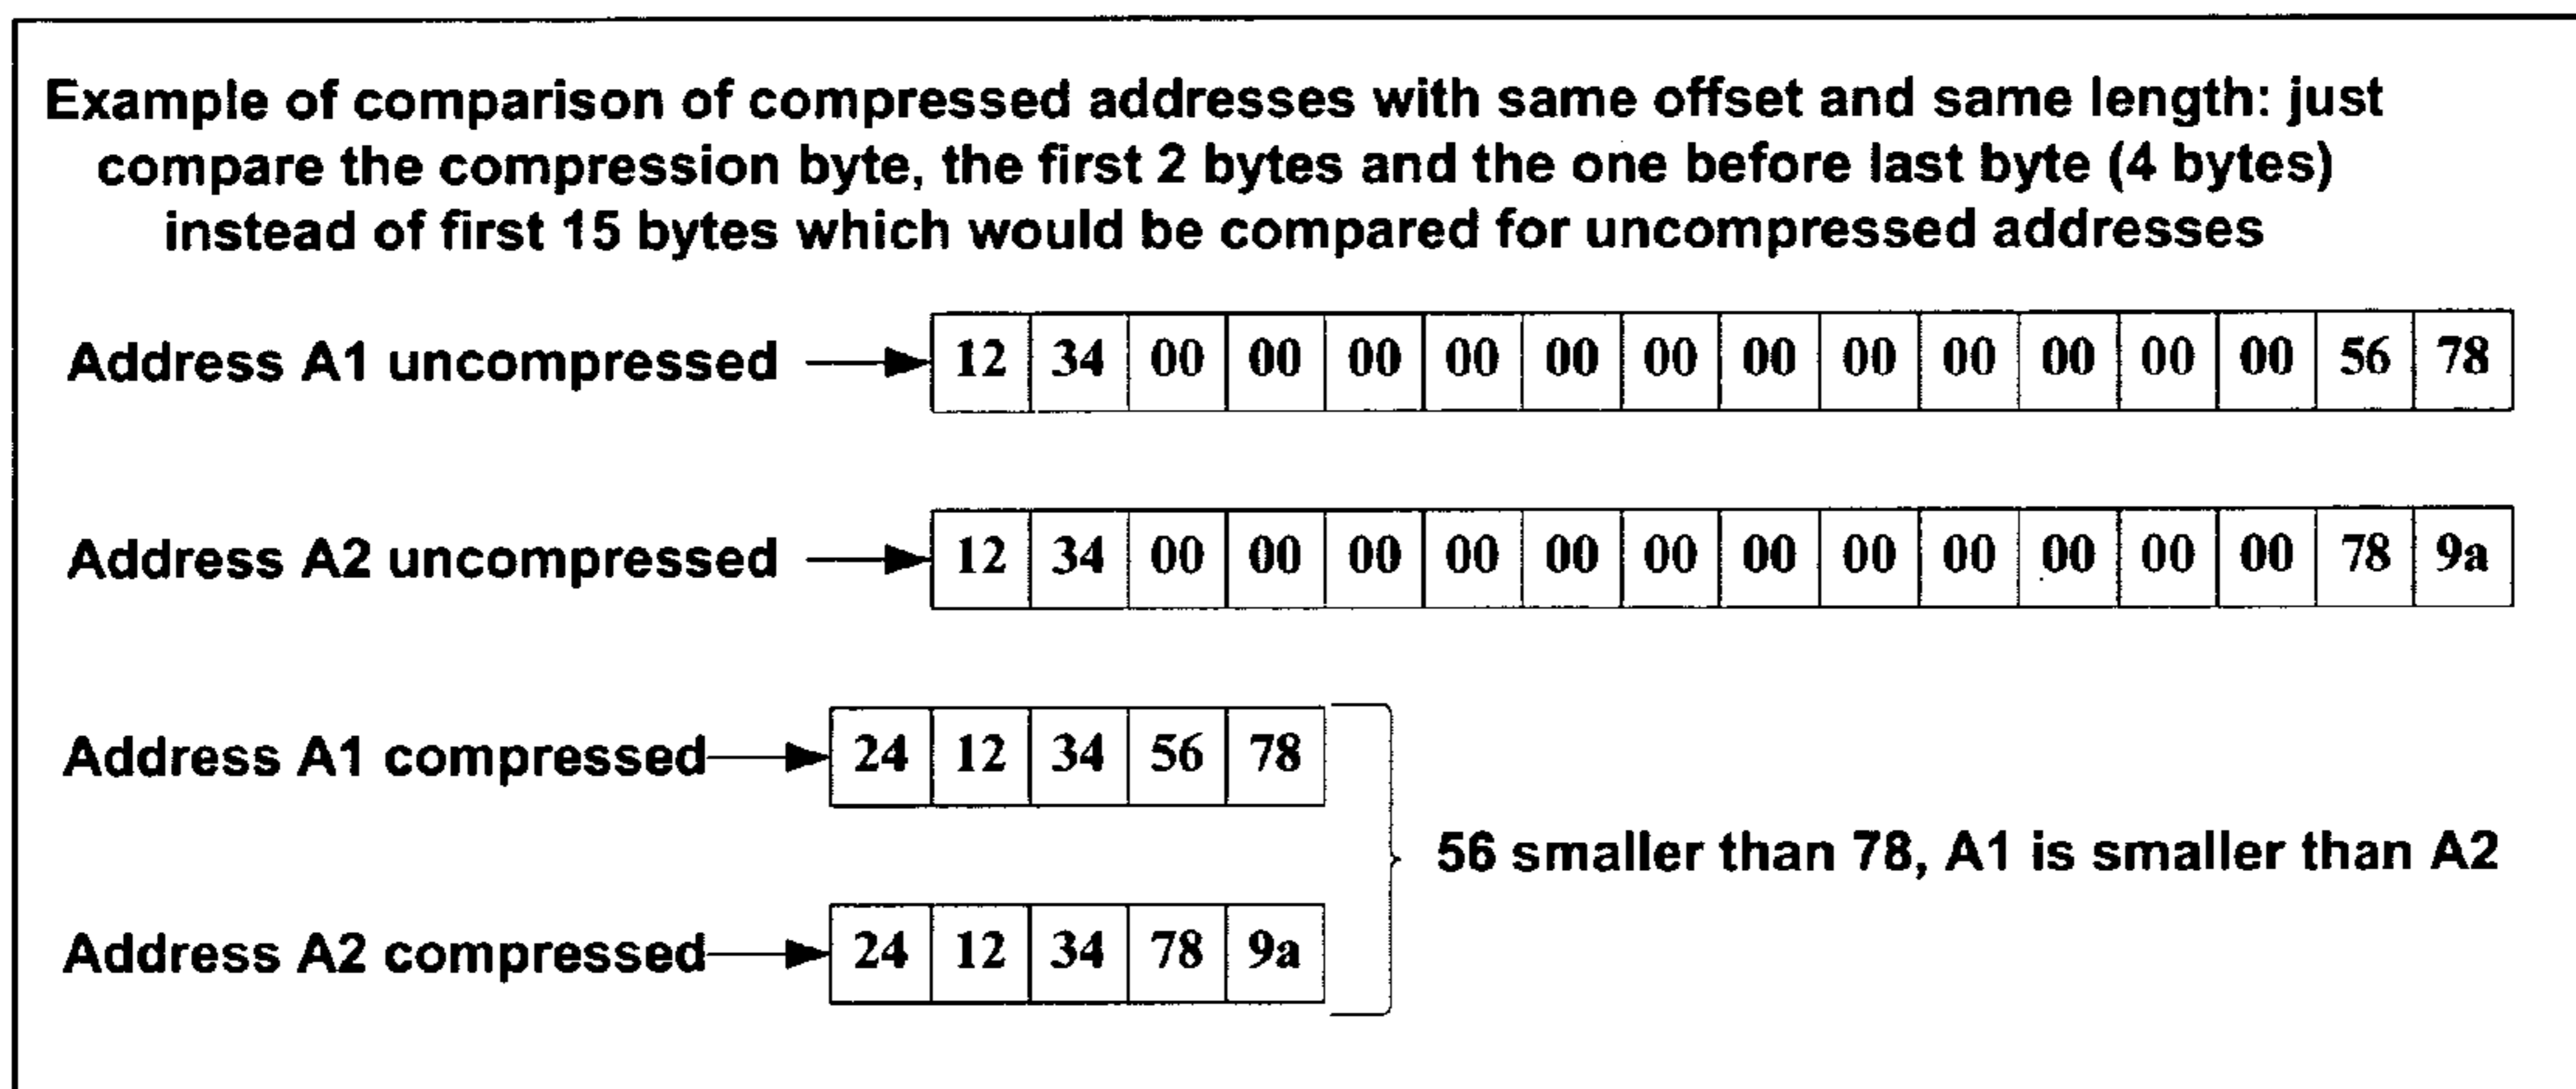 Example of comparison of compressed addresses with same offset and same length: just
compare the compression byte, the first 2 bytes and the one before last byte (4 bytes)
instead of first 15 bytes which would be compared for uncompressed addresses
Address A1 uncompressed 12 34 00 00 00 00 00 00 00 00 00 00 00 00 56 78
Address A2 uncompressed 12 34 00 00 00 00 00 00 00 00 00 00 00 00 78 9a
Address A1 compressed 24 12 34 56 78
56 smaller than 78, A1 is smaller than A2
Address A2 compressed 24 12 34 78 9a